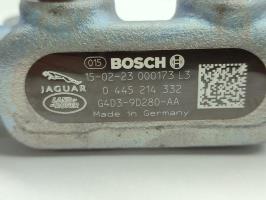 015 BOSCH
15-02-23 000173 L3
JAGUAR
0 445 214 332
LAND-ROVER
G4D3-9D280-AA
Made in Germany